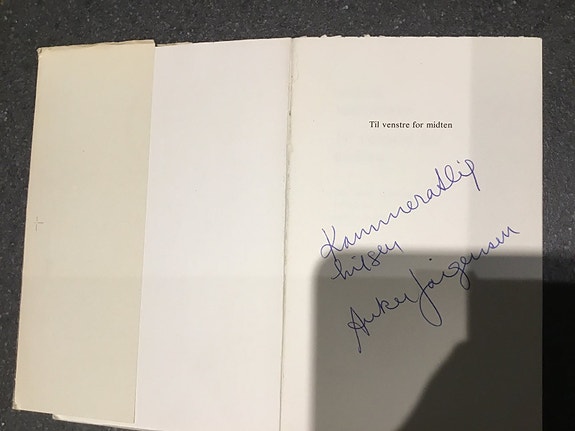 Til venstre for midten
Kammeratlig
hilsen
Anker Jørgensen